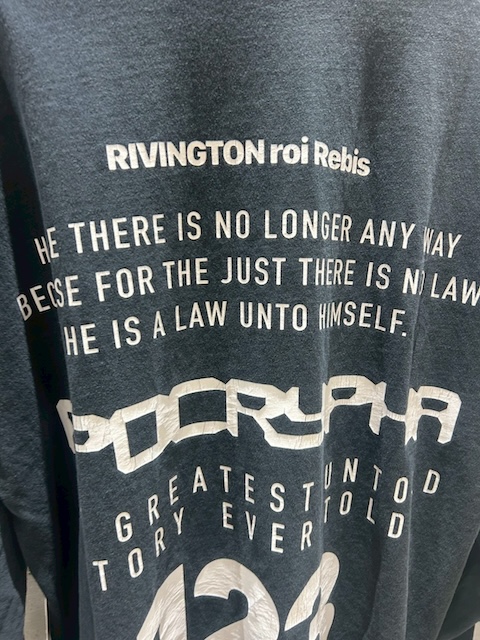 RIVINGTON roi Rebis
HE THERE IS NO LONGER ANY WAY
BECSE FOR THE JUST THERE IS NO LAW
HE IS A LAW UNTO HIMSELF.
POCRYPHA
GREATEST UNTOD
TORY EVER TOLD